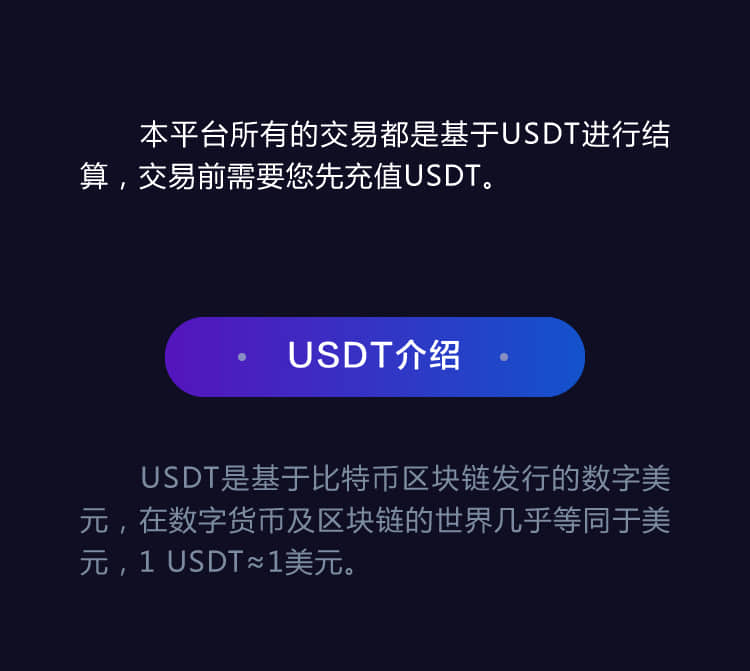 本平台所有的交易都是基于USDT进行结
算，交易前需要您先充值USDT。
USDT介绍
USDT是基于比特币区块链发行的数字美
元，在数字货币及区块链的世界几乎等同于美
元，1 USDT≈1美元。